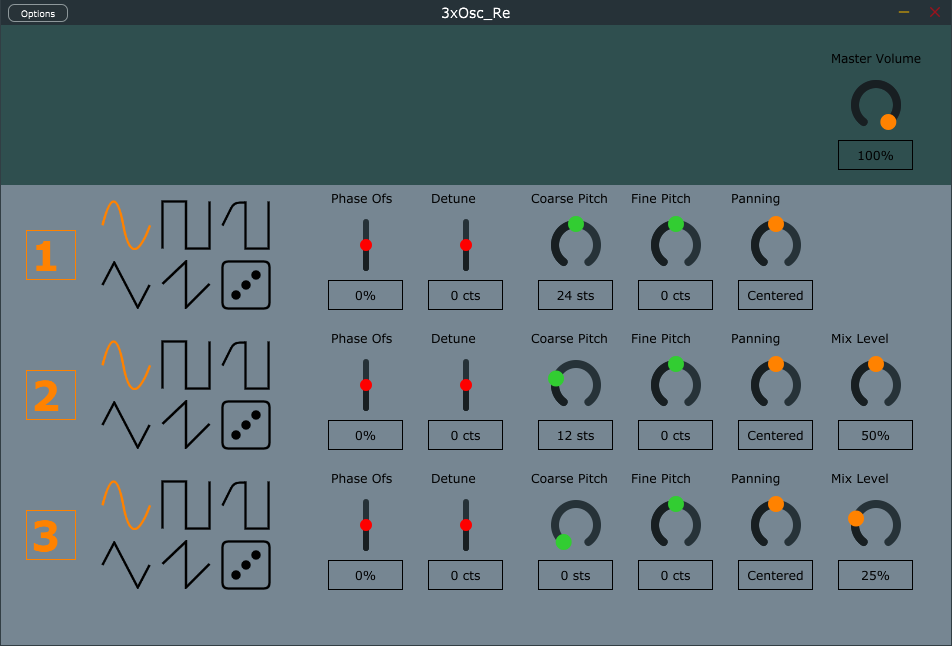 Options
3xOsc_Re
Master Volume
100%
Phase Ofs Detune Coarse Pitch Fine Pitch Panning
1
0% 0 cts 24 sts 0 cts Centered
Phase Ofs Detune Coarse Pitch Fine Pitch Panning Mix Level
2
0% 0 cts 12 sts 0 cts Centered 50%
Phase Ofs Detune Coarse Pitch Fine Pitch Panning Mix Level
3
0% 0 cts 0 sts 0 cts Centered 25%